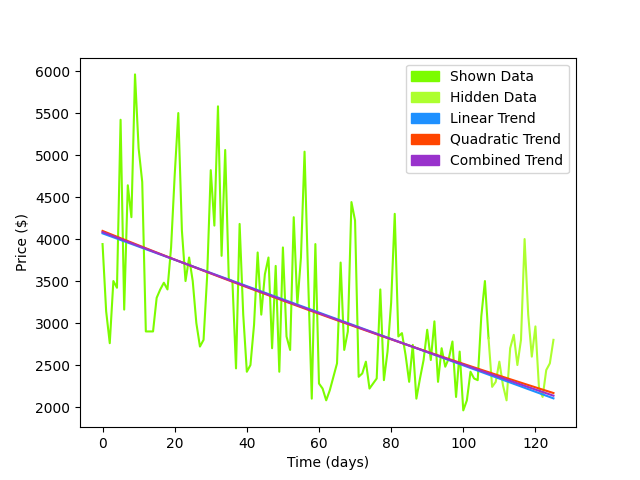 6000
5500
5000
4500
4000
3500
3000
2500
2000
Price ($)
0 20 40 60 80 100 120
Time (days)
Shown Data
Hidden Data
Linear Trend
Quadratic Trend
Combined Trend